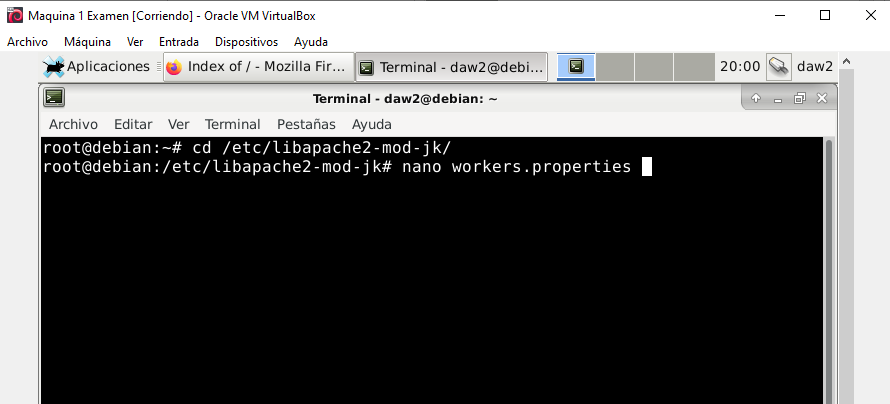 Maquina 1 Examen [Corriendo] - Oracle VM VirtualBox
Archivo Máquina Ver Entrada Dispositivos Ayuda
Aplicaciones Index of / - Mozilla Fir... Terminal - daw2@debi... 20:00 daw2
Terminal - daw2@debian: ~
Archivo Editar Ver Terminal Pestañas Ayuda
root@debian:~# cd /etc/libapache2-mod-jk/
root@debian:/etc/libapache2-mod-jk# nano workers.properties